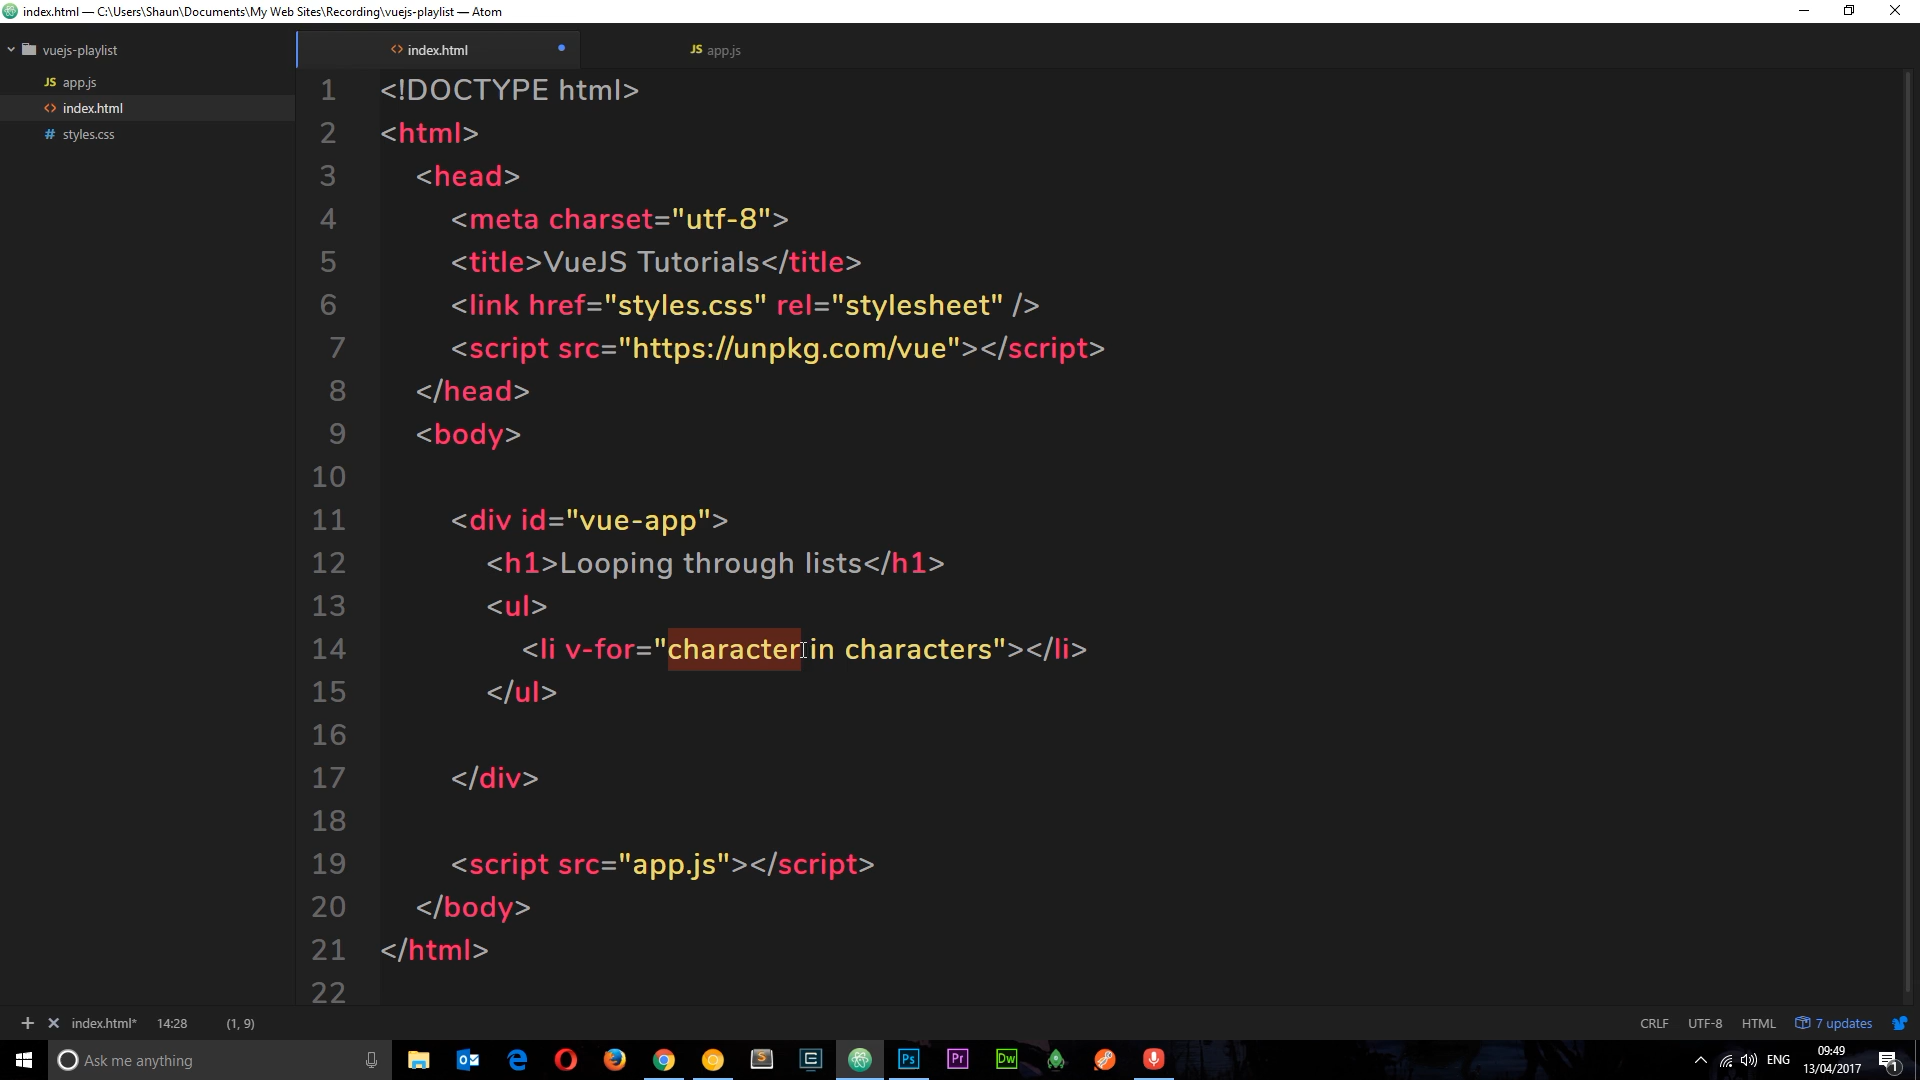 index.html — C:\Users\Shaun\Documents\My Web Sites\Recording\vuejs-playlist — Atom
vuejs-playlist
JS app.js
<> index.html
# styles.css
<> index.html
JS app.js
1 <!DOCTYPE html>
2 <html>
3 <head>
4 <meta charset="utf-8">
5 <title>VueJS Tutorials</title>
6 <link href="styles.css" rel="stylesheet" />
7 <script src="https://unpkg.com/vue"></script>
8 </head>
9 <body>
10
11 <div id="vue-app">
12 <h1>Looping through lists</h1>
13 <ul>
14 <li v-for="character in characters"></li>
15 </ul>
16
17 </div>
18
19 <script src="app.js"></script>
20 </body>
21 </html>
22
index.html* 14:28 (1, 9)
CRLF UTF-8 HTML 7 updates
Ask me anything
S
Ps
Pr
Dw
ENG
09:49
13/04/2017
1